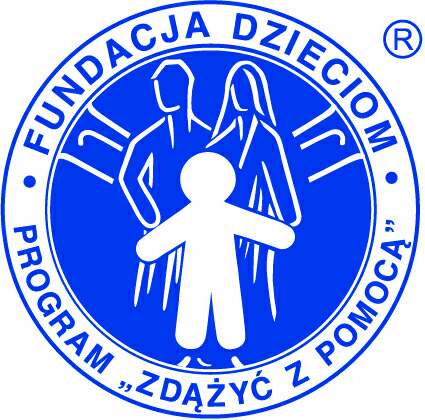 FUNDACJA DZIECIOM
®
PROGRAM „ZDĄŻYĆ Z POMOCĄ”